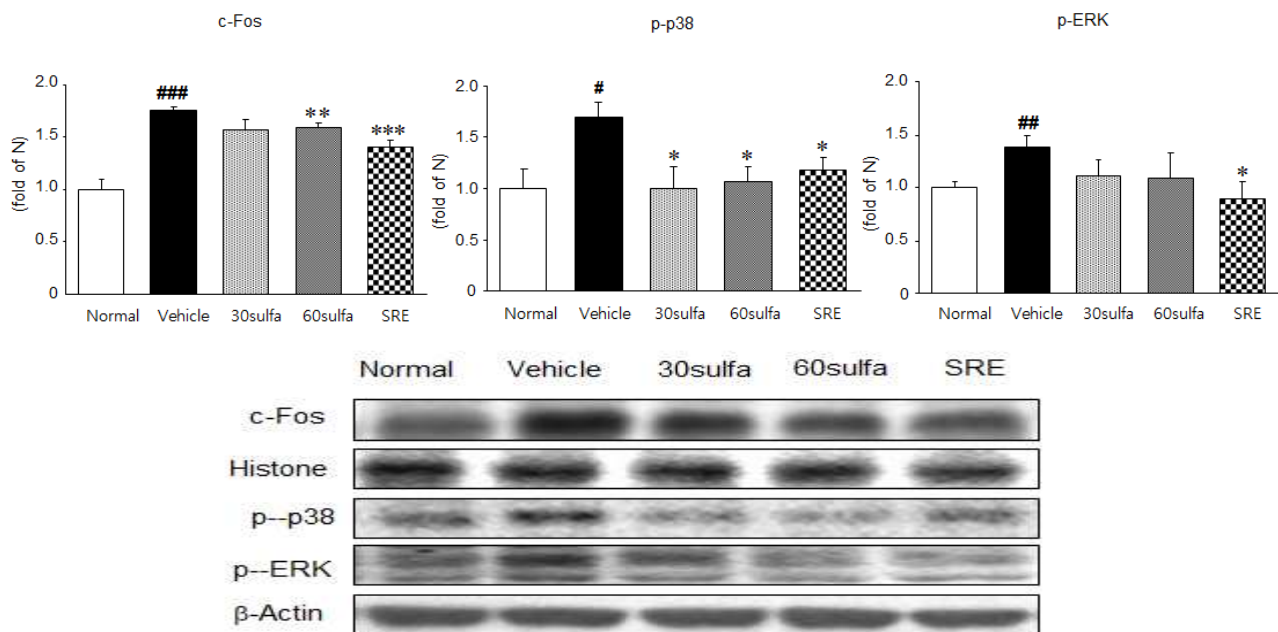 c-Fos
p-p38
p-ERK
(fold of N)
2.0
1.5
1.0
0.5
0
###
**
***
Normal Vehicle 30sulfa 60sulfa SRE
(fold of N)
2.0
1.5
1.0
0.5
0
#
*
*
*
Normal Vehicle 30sulfa 60sulfa SRE
(fold of N)
2.0
1.5
1.0
0.5
0
##
*
Normal Vehicle 30sulfa 60sulfa SRE
Normal Vehicle 30sulfa 60sulfa SRE
c-Fos
Histone
p--p38
p--ERK
β-Actin